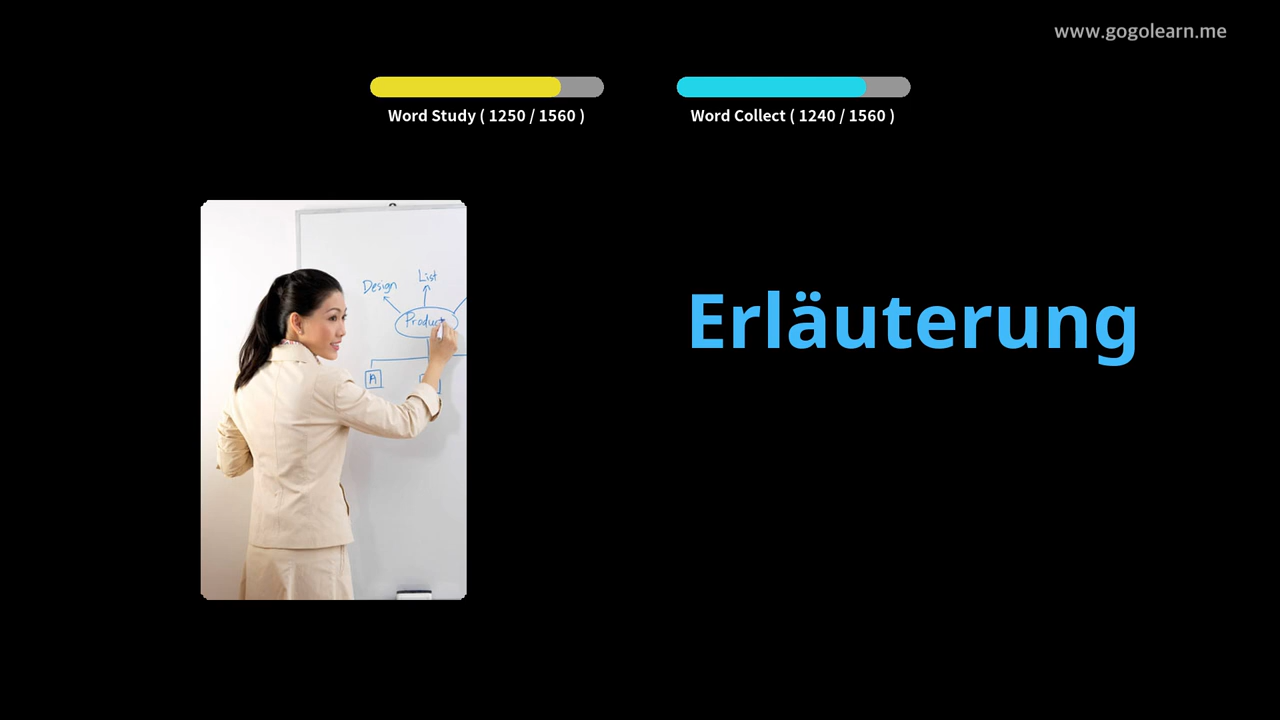 www.gogolearn.me
Word Study ( 1250 / 1560 )
Word Collect ( 1240 / 1560 )
List
Design
Product
A
Erläuterung